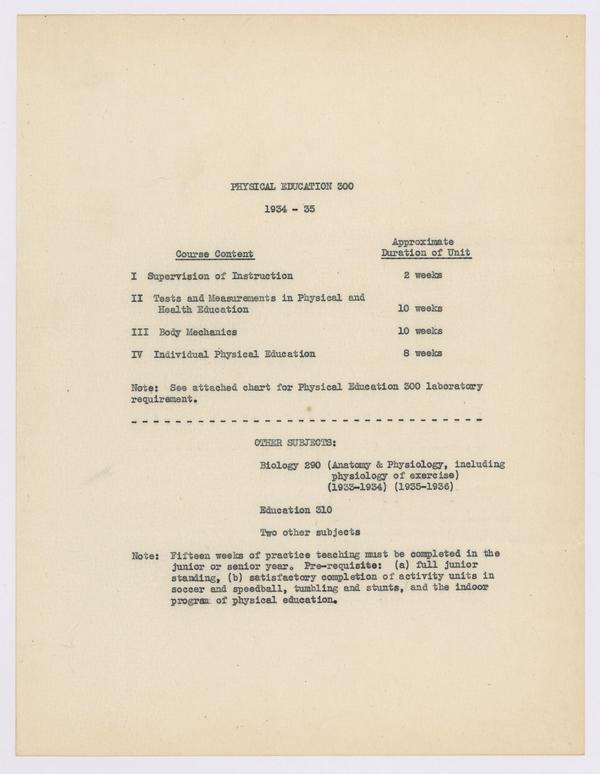 PHYSICAL EDUCATION 300
1934 - 35
Course Content
Approximate
Duration of Unit
I Supervision of Instruction 2 weeks
II Tests and Measurements in Physical and
Health Education 10 weeks
III Body Mechanics 10 weeks
IV Individual Physical Education 8 weeks
Note: See attached chart for Physical Education 300 laboratory
requirement.
- - - - - - - - - - - - - - - - - - - - - - - - - - - - - - - - -
OTHER SUBJECTS:
Biology 290 (Anatomy & Physiology, including
physiology of exercise)
(1933-1934) (1935-1936)
Education 310
Two other subjects
Note: Fifteen weeks of practice teaching must be completed in the
junior or senior year. Pre-requisite: (a) full junior
standing, (b) satisfactory completion of activity units in
soccer and speedball, tumbling and stunts, and the indoor
program of physical education.